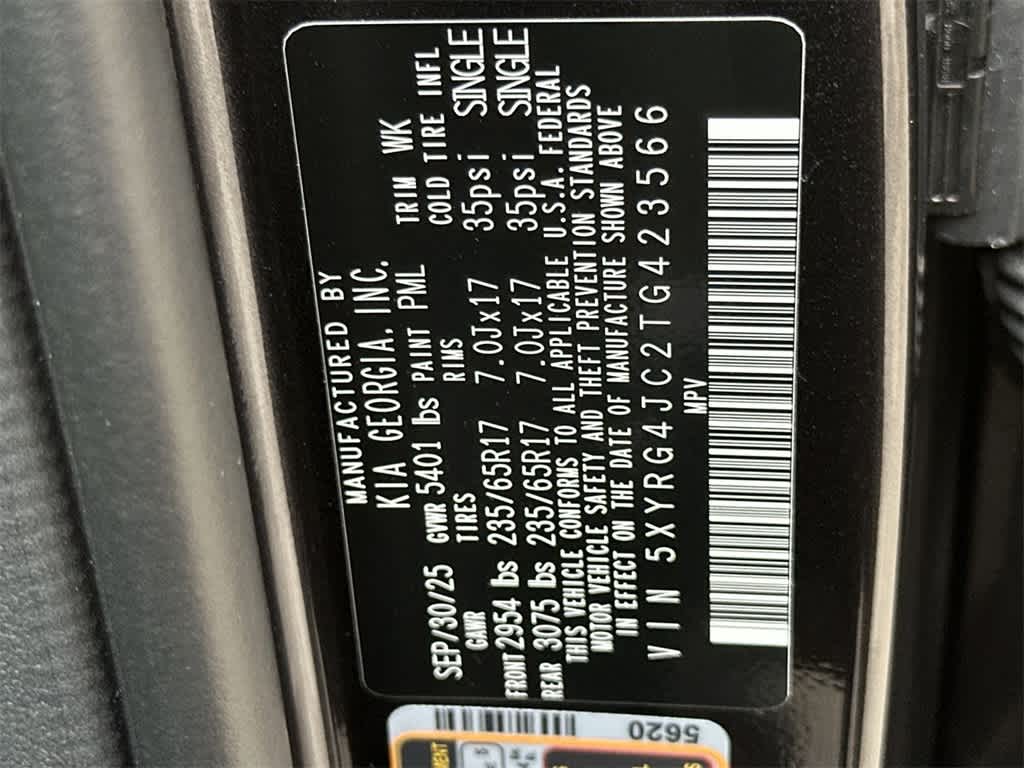 MANUFACTURED BY
KIA GEORGIA, INC.
SEP/30/25 GVWR 5401 lbs PAINT PML TRIM WK
GAWR TIRES RIMS COLD TIRE INFL
FRONT 2954 lbs 235/65R17 7.0Jx17 35psi SINGLE
REAR 3075 lbs 235/65R17 7.0Jx17 35psi SINGLE
THIS VEHICLE CONFORMS TO ALL APPLICABLE U.S.A. FEDERAL
MOTOR VEHICLE SAFETY AND THEFT PREVENTION STANDARDS
IN EFFECT ON THE DATE OF MANUFACTURE SHOWN ABOVE
VIN 5XYRG4JC2TG423566
MPV
5620